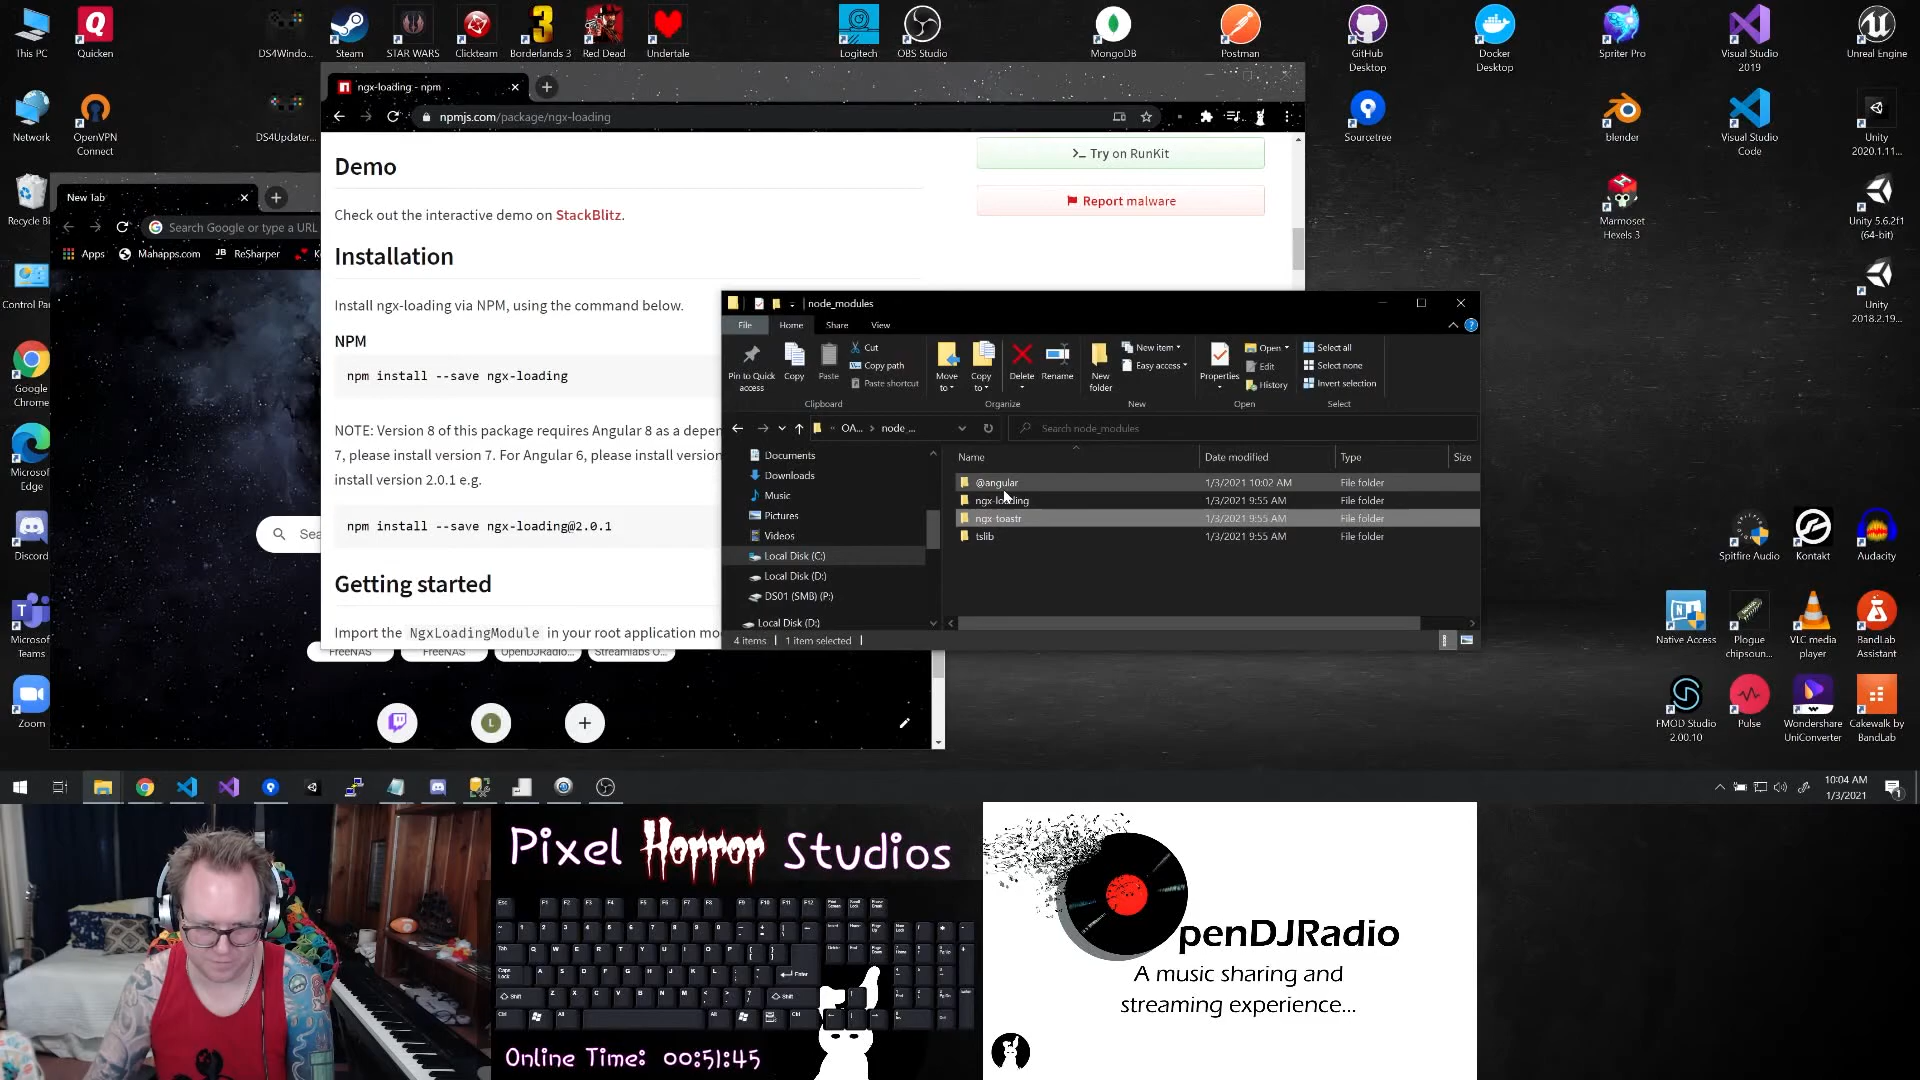 This PC
Quicken
DS4Windo...
Steam
STAR WARS
Clickteam
Borderlands 3
Red Dead
Undertale
Logitech
OBS Studio
MongoDB
Postman
GitHub
Desktop
Docker
Desktop
Spriter Pro
Visual Studio
2019
Unreal Engine
Network
OpenVPN
Connect
DS4Updater...
Sourcetree
blender
Visual Studio
Code
Unity
2020.1.11...
Recycle Bi
Marmoset
Hexels 3
Unity 5.6.2f1
(64-bit)
Control Pa
Unity
2018.2.19...
Google
Chrome
Microsof
Edge
Discord
Spitfire Audio
Kontakt
Audacity
Microsof
Teams
Native Access
Plogue
chipsoun...
VLC media
player
BandLab
Assistant
Zoom
FMOD Studio
2.00.10
Pulse
Wondershare
UniConverter
Cakewalk by
BandLab
New Tab
Search Google or type a URL
Apps
Mahapps.com
JB
ReSharper
Sea
FreeNAS
FreeNAS
OpenDJRadio...
Streamlabs O...
L
ngx-loading - npm
npmjs.com/package/ngx-loading
Demo
>_ Try on RunKit
Report malware
Check out the interactive demo on StackBlitz.
Installation
Install ngx-loading via NPM, using the command below.
NPM
npm install --save ngx-loading
NOTE: Version 8 of this package requires Angular 8 as a depen
7, please install version 7. For Angular 6, please install version
install version 2.0.1 e.g.
npm install --save ngx-loading@2.0.1
Getting started
Import the NgxLoadingModule in your root application mo
node_modules
File
Home
Share
View
Pin to Quick
access
Copy
Paste
Cut
Copy path
Paste shortcut
Clipboard
Move
to
Copy
to
Delete
Rename
Organize
New
folder
New item
Easy access
New
Properties
Open
Edit
History
Open
Select all
Select none
Invert selection
Select
« OA... > node_...
Search node_modules
Documents
Downloads
Music
Pictures
Videos
Local Disk (C:)
Local Disk (D:)
DS01 (SMB) (P:)
Local Disk (D:)
Name Date modified Type Size
@angular 1/3/2021 10:02 AM File folder
ngx-loading 1/3/2021 9:55 AM File folder
ngx-toastr 1/3/2021 9:55 AM File folder
tslib 1/3/2021 9:55 AM File folder
4 items 1 item selected
10:04 AM
1/3/2021
Pixel Horror Studios
Online Time: 00:51:45
penDJRadio
A music sharing and
streaming experience...